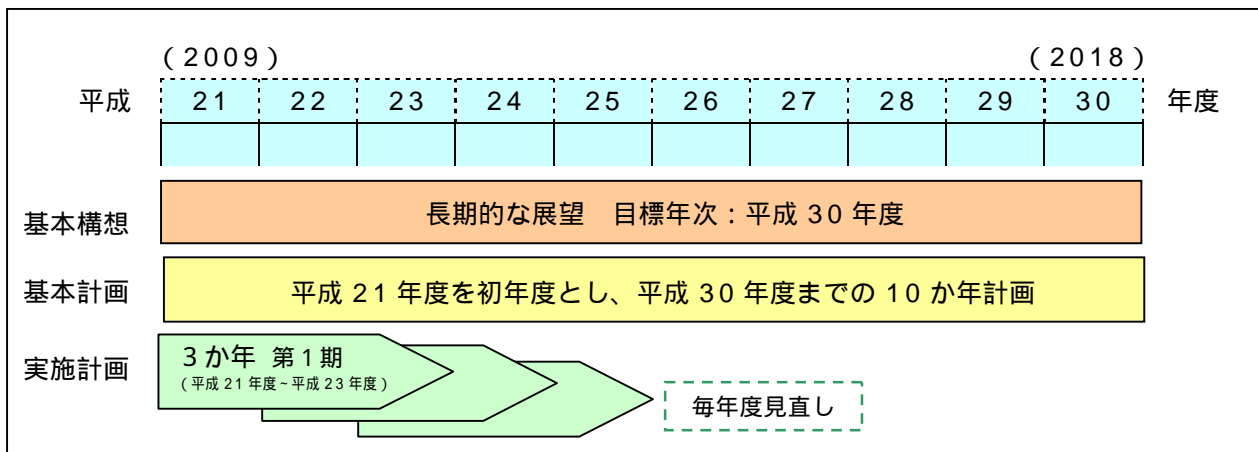 (2009) (2018)
平成 21 22 23 24 25 26 27 28 29 30 年度
基本構想 長期的な展望 目標年次:平成30年度
基本計画 平成21年度を初年度とし、平成30年度までの10か年計画
実施計画 3か年 第1期
(平成21年度~平成23年度)
毎年度見直し